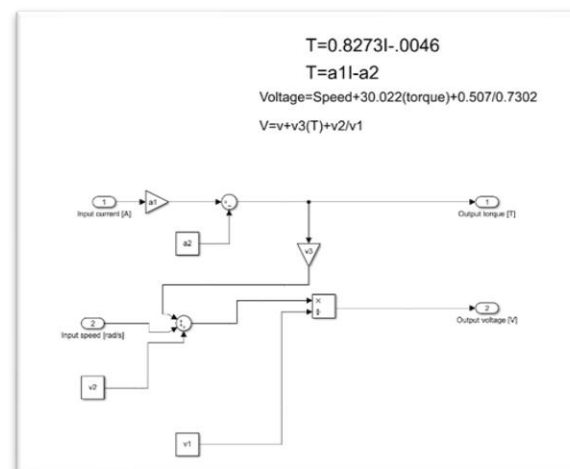 T=0.8273I-.0046
T=a1I-a2
Voltage=Speed+30.022(torque)+0.507/0.7302
V=v+v3(T)+v2/v1
1
a1
1
Input current [A]
Output torque [T]
a2
v3
2
2
Input speed [rad/s]
Output voltage [V]
v2
v1